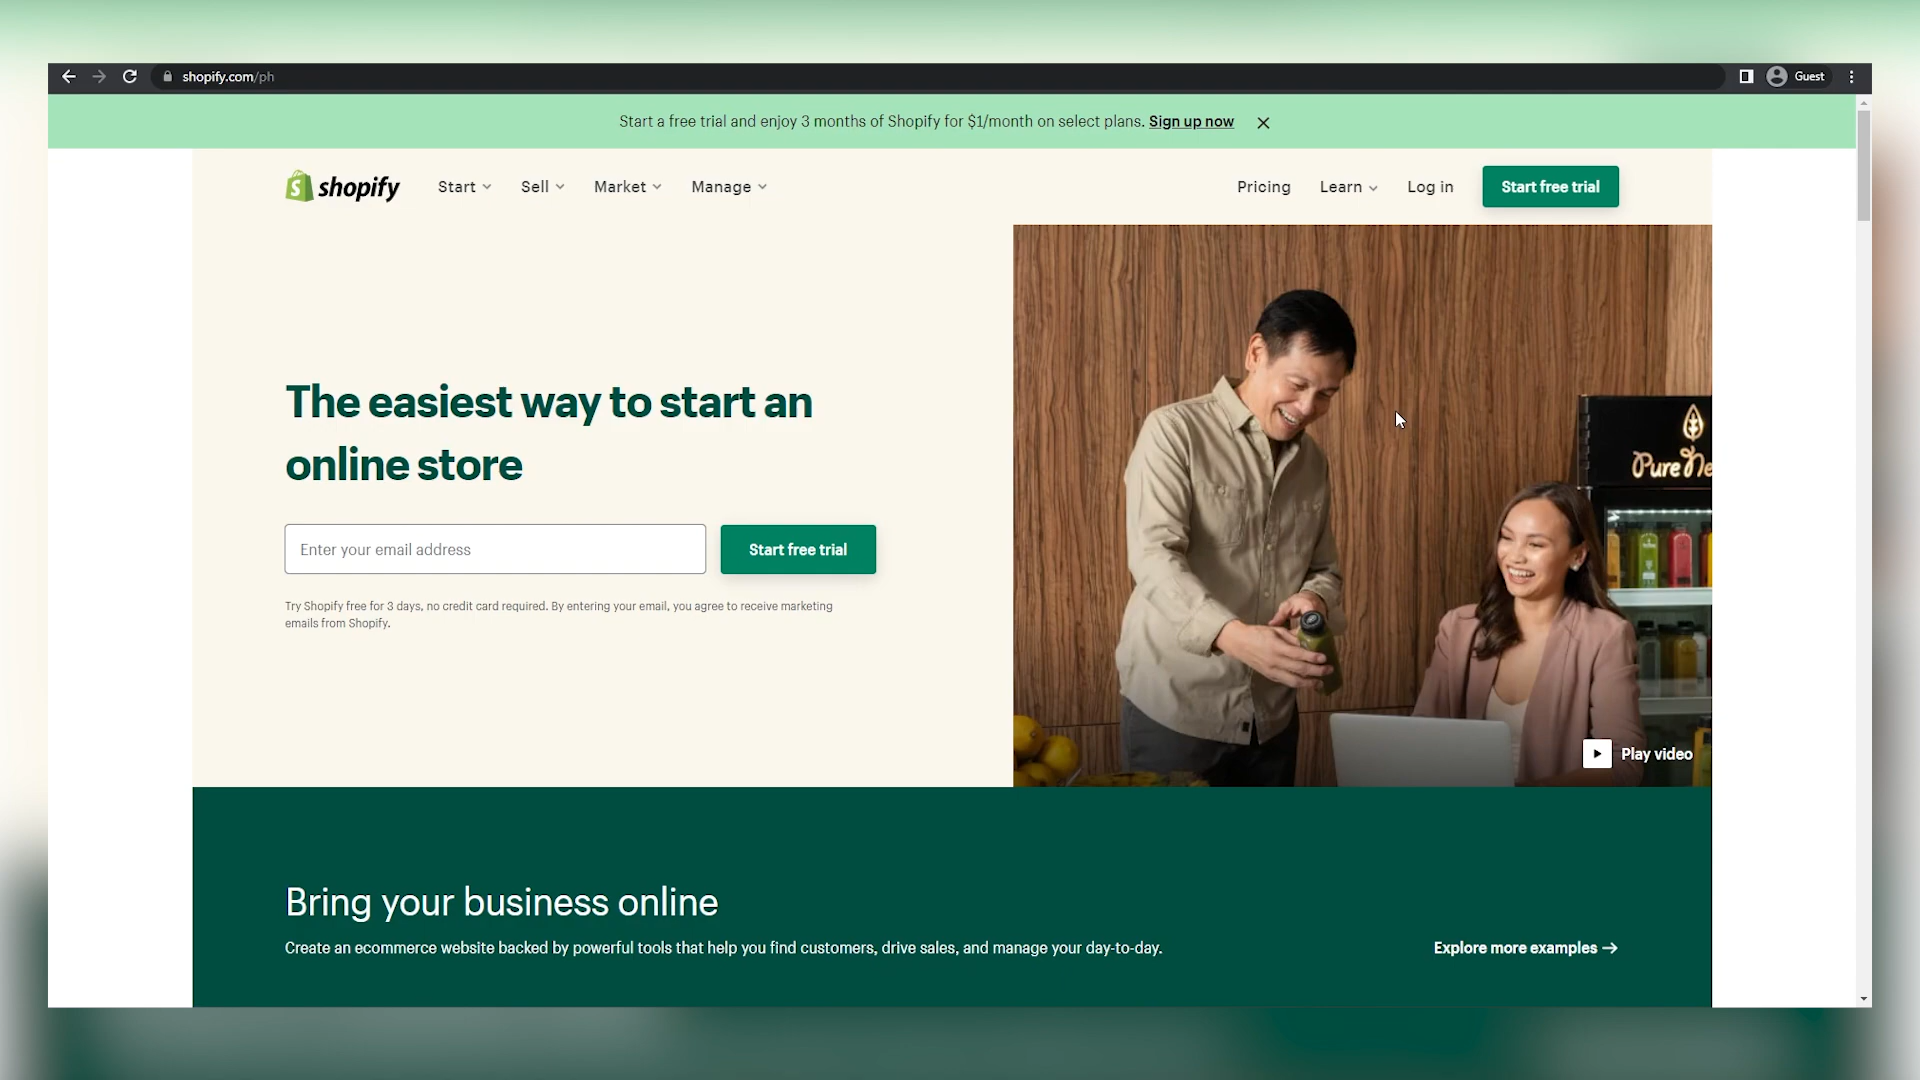 shopify.com/ph
Guest
Start a free trial and enjoy 3 months of Shopify for $1/month on select plans. Sign up now
shopify
Start
Sell
Market
Manage
Pricing
Learn
Log in
Start free trial
The easiest way to start an
online store
Enter your email address
Start free trial
Try Shopify free for 3 days, no credit card required. By entering your email, you agree to receive marketing
emails from Shopify.
Pure
Play video
Bring your business online
Create an ecommerce website backed by powerful tools that help you find customers, drive sales, and manage your day-to-day.
Explore more examples →